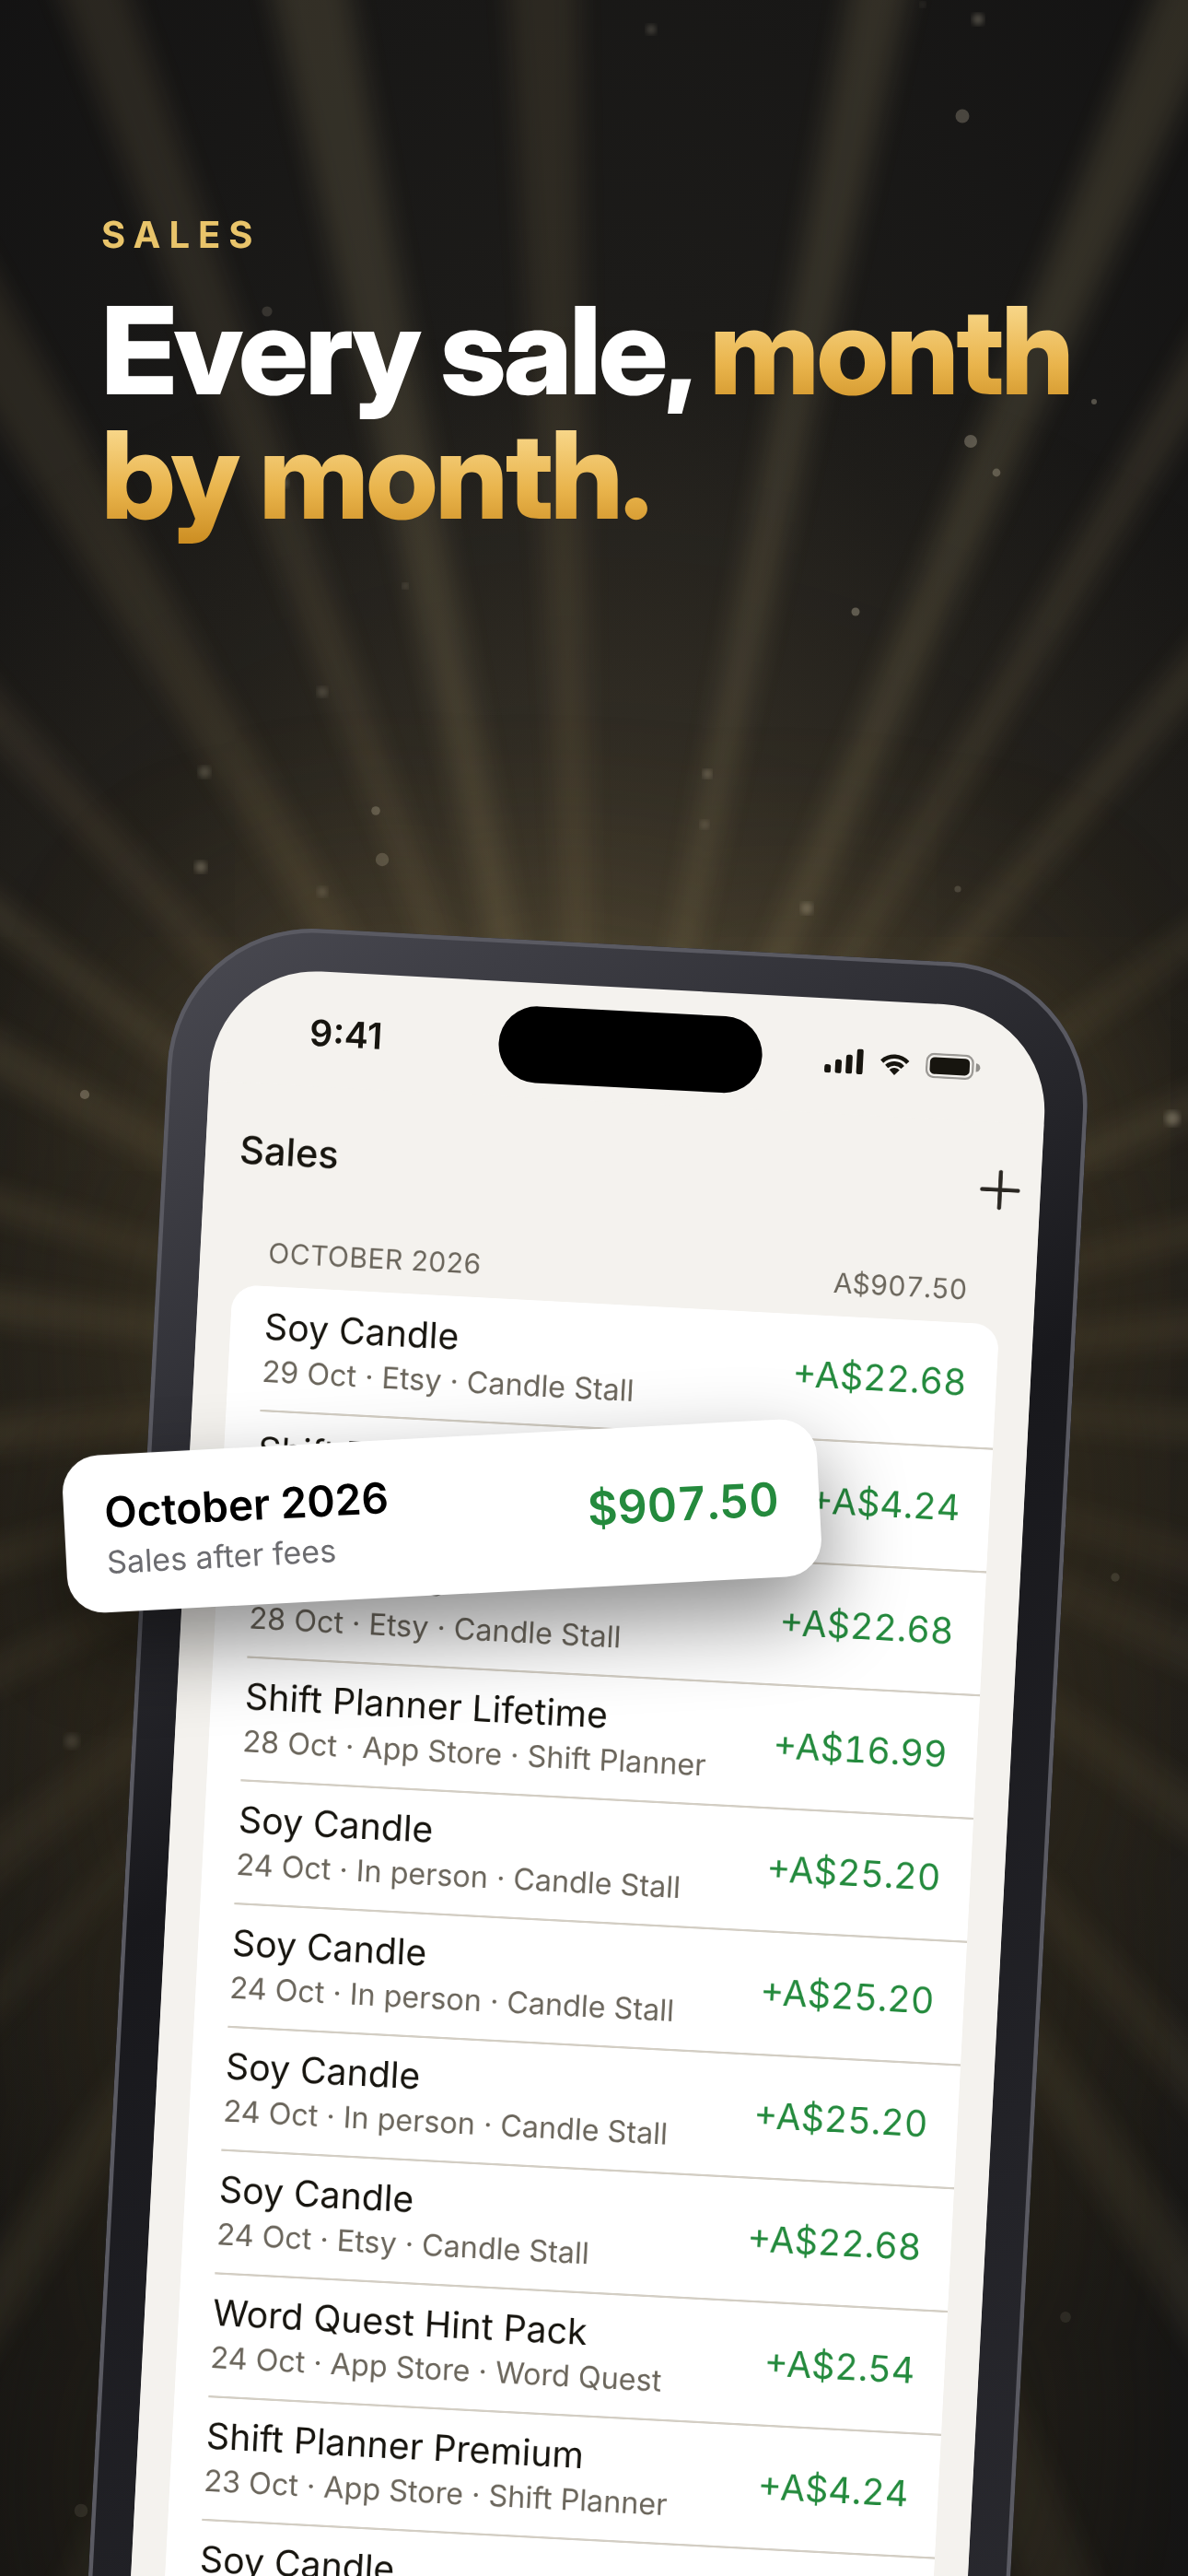 SALES
Every sale, month
by month.
9:41
Sales
OCTOBER 2026 A$907.50
Soy Candle
29 Oct · Etsy · Candle Stall +A$22.68
+A$4.24
October 2026 $907.50
Sales after fees
28 Oct · Etsy · Candle Stall +A$22.68
Shift Planner Lifetime
28 Oct · App Store · Shift Planner +A$16.99
Soy Candle
24 Oct · In person · Candle Stall +A$25.20
Soy Candle
24 Oct · In person · Candle Stall +A$25.20
Soy Candle
24 Oct · In person · Candle Stall +A$25.20
Soy Candle
24 Oct · Etsy · Candle Stall +A$22.68
Word Quest Hint Pack
24 Oct · App Store · Word Quest +A$2.54
Shift Planner Premium
23 Oct · App Store · Shift Planner +A$4.24
Soy Candle